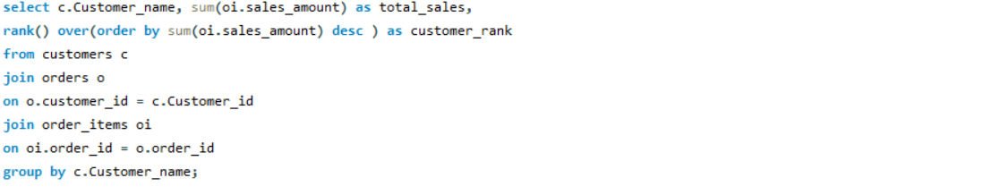 select c.Customer_name, sum(oi.sales_amount) as total_sales,
rank() over(order by sum(oi.sales_amount) desc ) as customer_rank
from customers c
join orders o
on o.customer_id = c.Customer_id
join order_items oi
on oi.order_id = o.order_id
group by c.Customer_name;